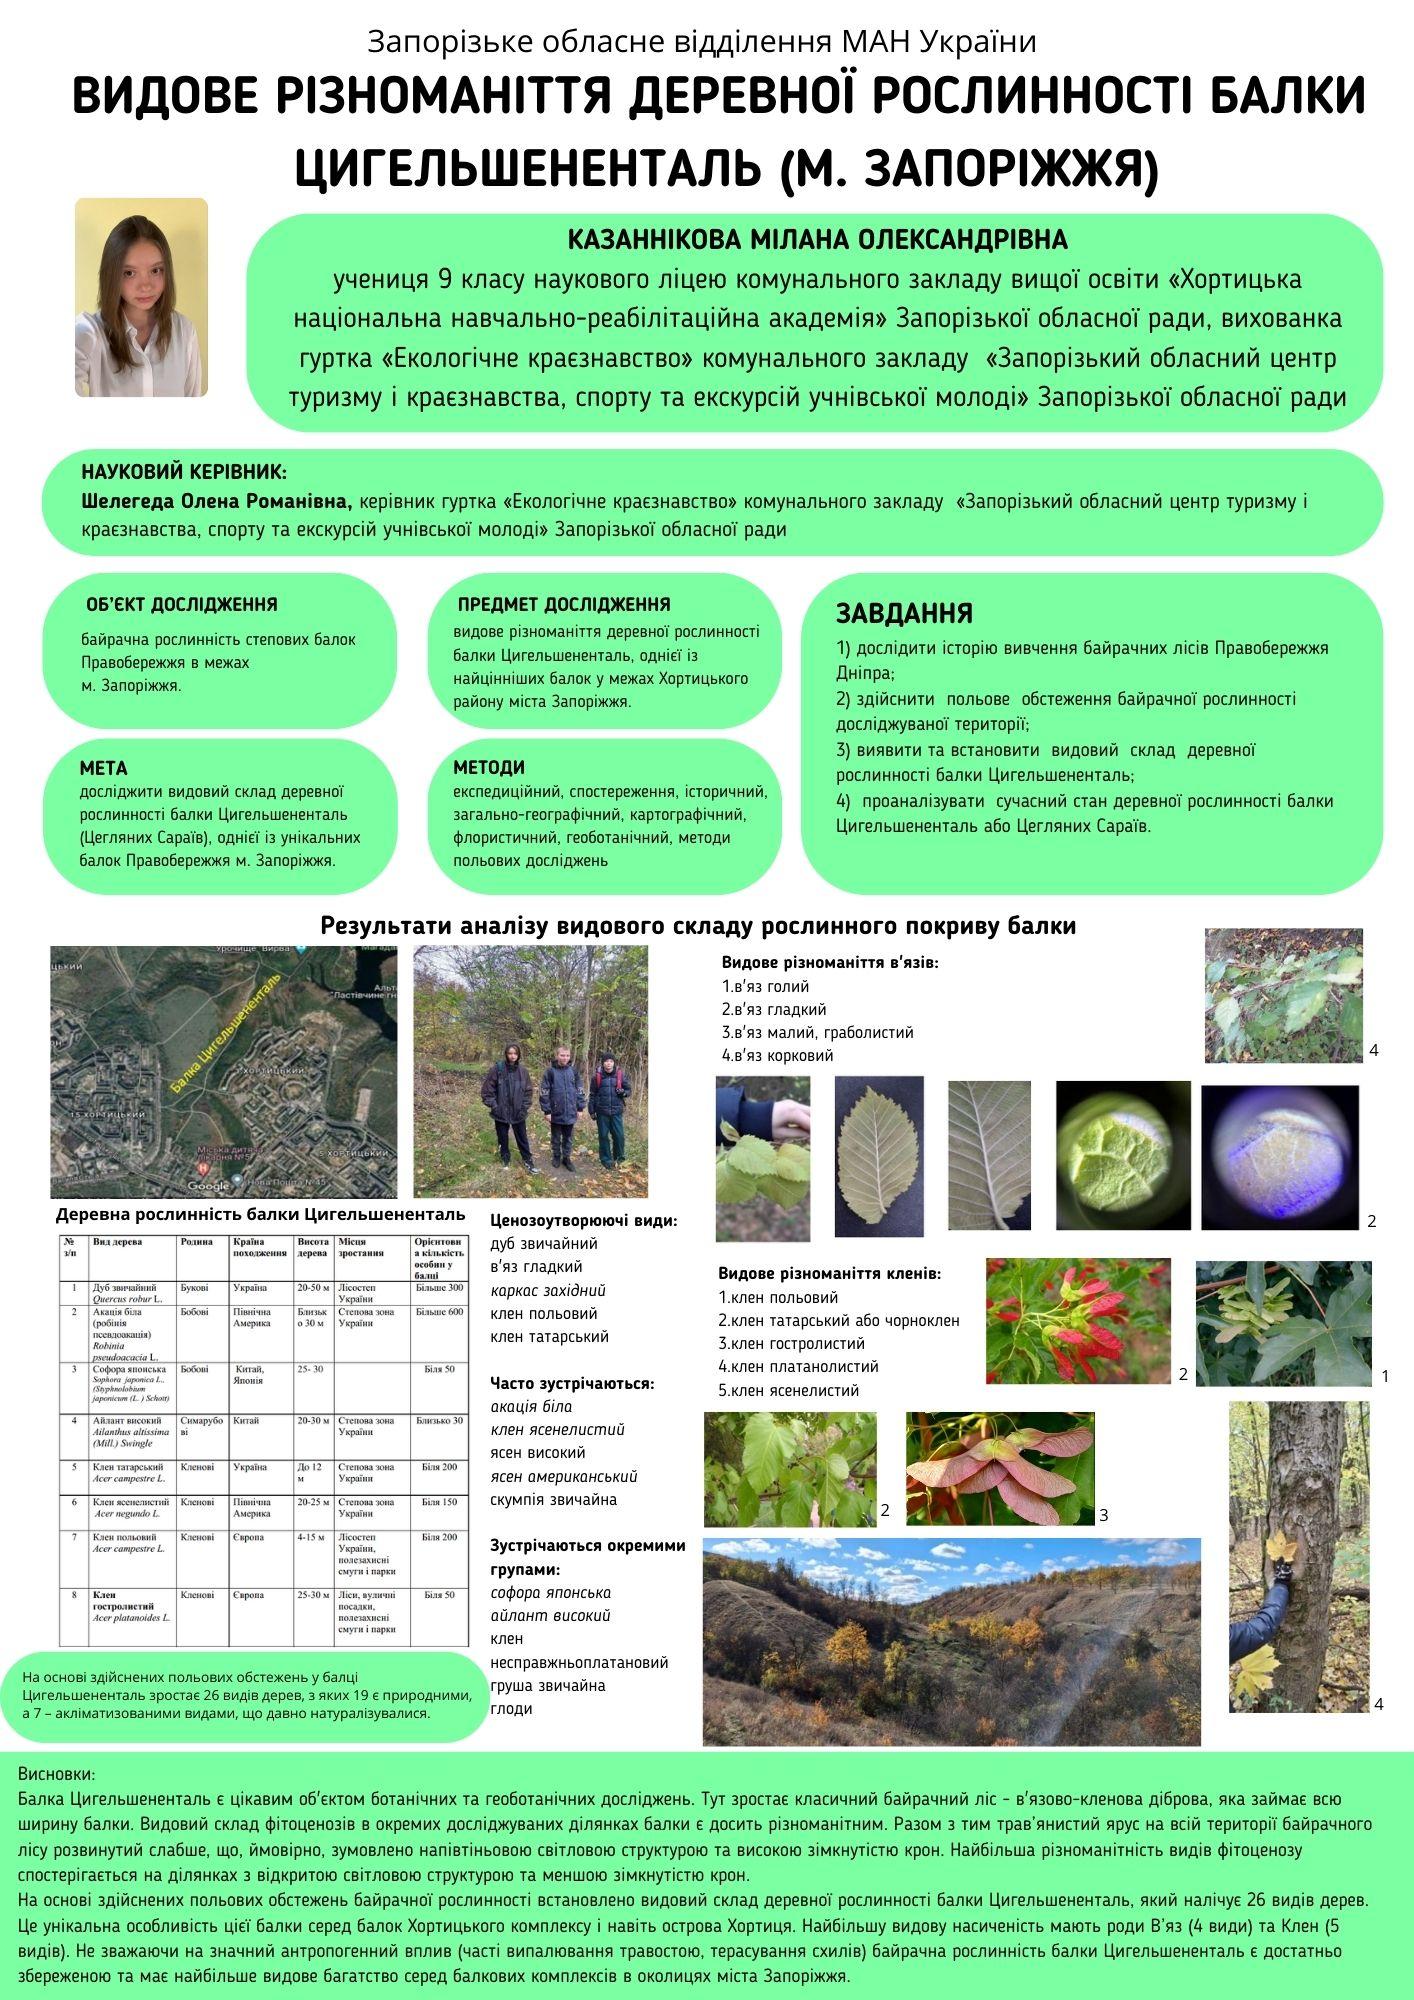 Запорізьке обласне відділення МАН України
ВИДОВЕ РІЗНОМАНІТТЯ ДЕРЕВНОЇ РОСЛИННОСТІ БАЛКИ
ЦИГЕЛЬШЕНЕНТАЛЬ (М. ЗАПОРІЖЖЯ)
КАЗАННІКОВА МІЛАНА ОЛЕКСАНДРІВНА
учениця 9 класу наукового ліцею комунального закладу вищої освіти «Хортицька
національна навчально-реабілітаційна академія» Запорізької обласної ради, вихованка
гуртка «Екологічне краєзнавство» комунального закладу «Запорізький обласний центр
туризму і краєзнавства, спорту та екскурсій учнівської молоді» Запорізької обласної ради
НАУКОВИЙ КЕРІВНИК:
Шелегеда Олена Романівна, керівник гуртка «Екологічне краєзнавство» комунального закладу «Запорізький обласний центр туризму і
краєзнавства, спорту та екскурсій учнівської молоді» Запорізької обласної ради
ОБ'ЄКТ ДОСЛІДЖЕННЯ
байрачна рослинність степових балок
Правобережжя в межах
м. Запоріжжя.
ПРЕДМЕТ ДОСЛІДЖЕННЯ
видове різноманіття деревної рослинності
балки Цигельшененталь, однієї із
найцінніших балок у межах Хортицького
району міста Запоріжжя.
МЕТА
досліджити видовий склад деревної
рослинності балки Цигельшененталь
(Цегляних Сараїв), однієї із унікальних
балок Правобережжя м. Запоріжжя.
МЕТОДИ
експедиційний, спостереження, історичний,
загально-географічний, картографічний,
флористичний, геоботанічний, методи
польових досліджень
ЗАВДАННЯ
1) дослідити історію вивчення байрачних лісів Правобережжя
Дніпра;
2) здійснити польове обстеження байрачної рослинності
досліджуваної території;
3) виявити та встановити видовий склад деревної
рослинності балки Цигельшененталь;
4) проаналізувати сучасний стан деревної рослинності балки
Цигельшененталь або Цегляних Сараїв.
Результати аналізу видового складу рослинного покриву балки
Урочище "Вирва"
Балка Цигельшененталь
15 ХОРТИЦЬКИЙ
5 ХОРТИЦЬКИЙ
Міська дитяча
лікарня №5
Google
Нова Пошта №45
Деревна рослинність балки Цигельшененталь
№ з/п Вид дерева Родина Країна походження Висота дерева Місця зростання Орієнтовна кількість особин у балці
1 Дуб звичайний Quercus robur L. Букові Україна 20-50 м Лісостеп України Більше 300
2 Акація біла (робінія псевдоакація) Robinia pseudoacacia L. Бобові Північна Америка Близько 30 м Степова зона України Більше 600
3 Софора японська Sophora japonica L., (Styphnolobium japonicum (L.) Schott) Бобові Китай, Японія 25- 30 Біля 50
4 Айлант високий Ailanthus altissima (Mill.) Swingle Симарубові Китай 20-30 м Степова зона України Близько 30
5 Клен татарський Acer campestre L. Кленові Україна До 12 м Степова зона України Біля 200
6 Клен ясенелистий Acer negundo L. Кленові Північна Америка 20-25 м Степова зона України Біля 150
7 Клен польовий Acer campestre L. Кленові Європа 4-15 м Лісостеп України, полезахисні смуги і парки Біля 200
8 Клен гостролистий Acer platanoides L. Кленові Європа 25-30 м Ліси, вуличні посадки, полезахисні смуги і парки Біля 50
На основі здійснених польових обстежень у балці
Цигельшененталь зростає 26 видів дерев, з яких 19 є природними,
а 7 – акліматизованими видами, що давно натуралізувалися.
Ценозоутворюючі види:
дуб звичайний
в'яз гладкий
каркас західний
клен польовий
клен татарський
Часто зустрічаються:
акація біла
клен ясенелистий
ясен високий
ясен американський
скумпія звичайна
Зустрічаються окремими
групами:
софора японська
айлант високий
клен
несправжньоплатановий
груша звичайна
глоди
Видове різноманіття в'язів:
1.в'яз голий
2.в'яз гладкий
3.в'яз малий, граболистий
4.в'яз корковий
4
2
Видове різноманіття кленів:
1.клен польовий
2.клен татарський або чорноклен
3.клен гостролистий
4.клен платанолистий
5.клен ясенелистий
2
1
2
3
4
Висновки:
Балка Цигельшененталь є цікавим об'єктом ботанічних та геоботанічних досліджень. Тут зростає класичний байрачний ліс - в'язово-кленова діброва, яка займає всю
ширину балки. Видовий склад фітоценозів в окремих досліджуваних ділянках балки є досить різноманітним. Разом з тим трав'янистий ярус на всій території байрачного
лісу розвинутий слабше, що, ймовірно, зумовлено напівтіньовою світловою структурою та високою зімкнутістю крон. Найбільша різноманітність видів фітоценозу
спостерігається на ділянках з відкритою світловою структурою та меншою зімкнутістю крон.
На основі здійснених польових обстежень байрачної рослинності встановлено видовий склад деревної рослинності балки Цигельшененталь, який налічує 26 видів дерев.
Це унікальна особливість цієї балки серед балок Хортицького комплексу і навіть острова Хортиця. Найбільшу видову насиченість мають роди В'яз (4 види) та Клен (5
видів). Не зважаючи на значний антропогенний вплив (часті випалювання травостою, терасування схилів) байрачна рослинність балки Цигельшененталь є достатньо
збереженою та має найбільше видове багатство серед балкових комплексів в околицях міста Запоріжжя.